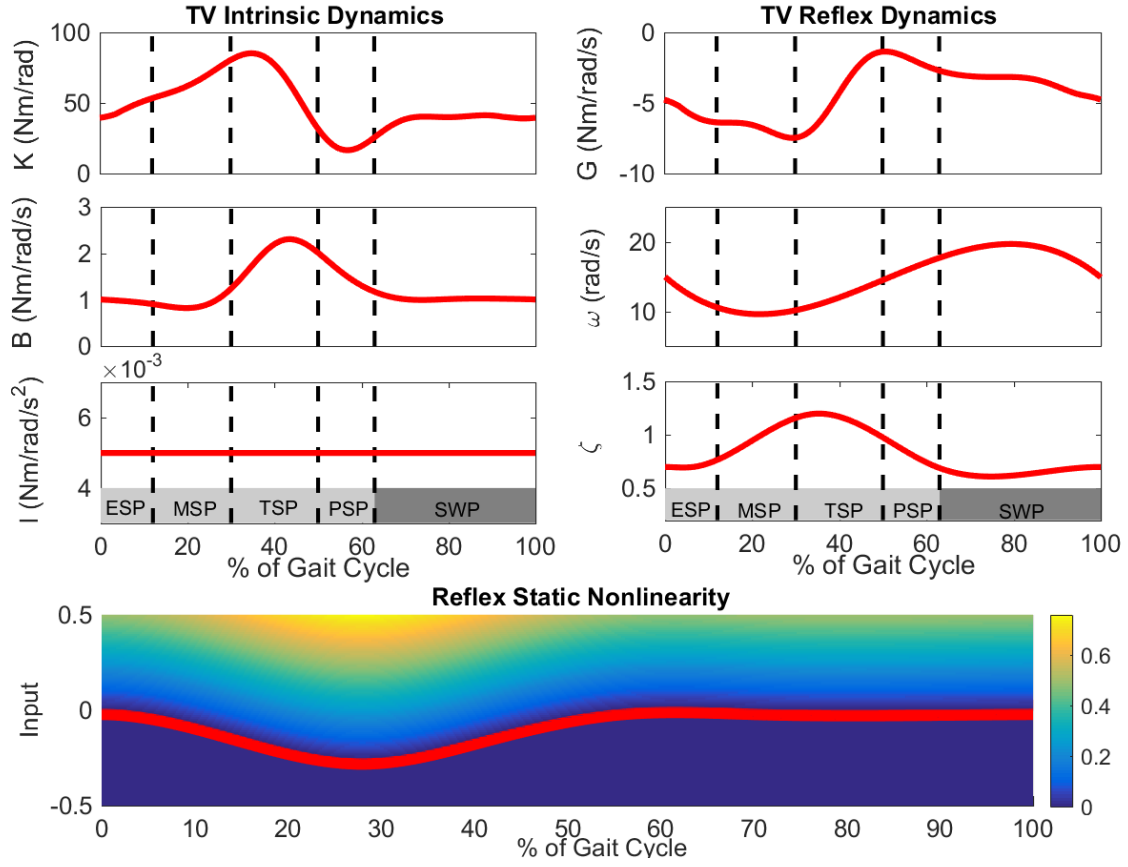 TV Intrinsic Dynamics
K (Nm/rad)
100
50
0
B (Nm/rad/s)
3
2
1
0
×10⁻³
I (Nm/rad/s²)
6
4
ESP MSP TSP PSP SWP
0 20 40 60 80 100
% of Gait Cycle
TV Reflex Dynamics
G (Nm/rad/s)
0
-5
-10
ω (rad/s)
20
10
ζ
1.5
1
0.5
ESP MSP TSP PSP SWP
0 20 40 60 80 100
% of Gait Cycle
Reflex Static Nonlinearity
Input
0.5
0
-0.5
0 10 20 30 40 50 60 70 80 90 100
% of Gait Cycle
0.6
0.4
0.2
0